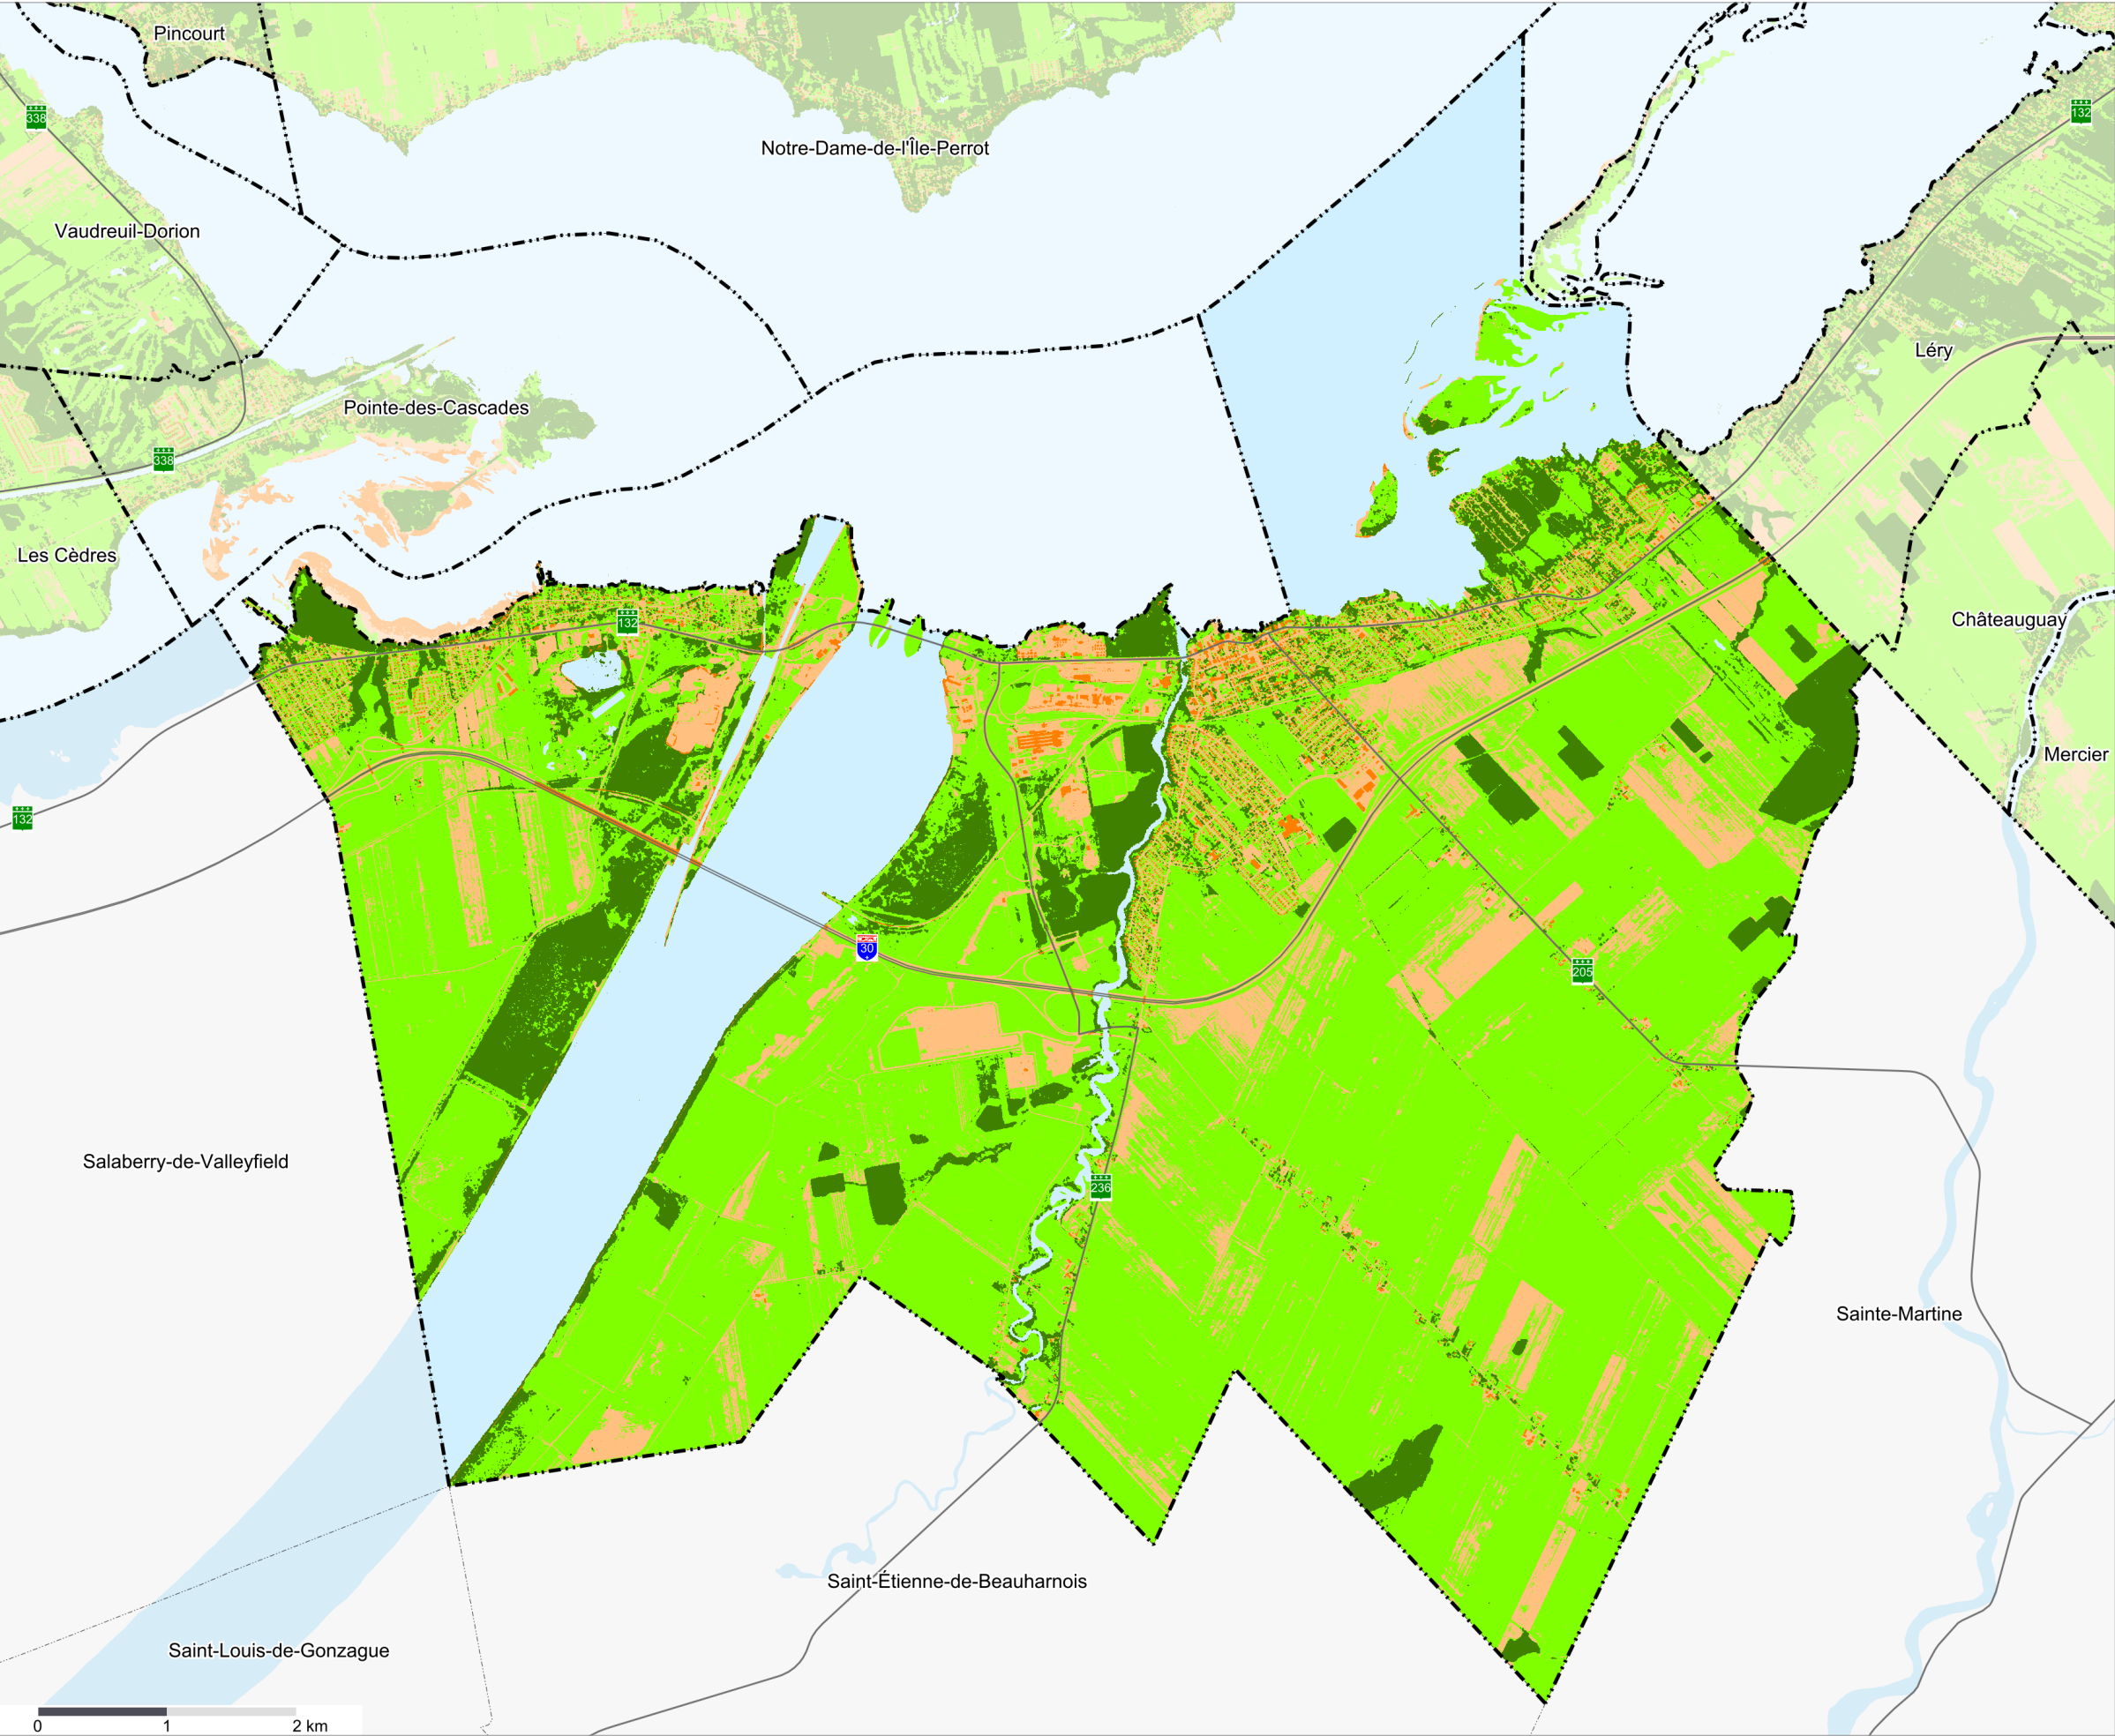 Pincourt
338
132
Notre-Dame-de-l'Île-Perrot
Vaudreuil-Dorion
Léry
Pointe-des-Cascades
338
Les Cèdres
132
Châteauguay
Mercier
132
30
205
Salaberry-de-Valleyfield
236
Sainte-Martine
Saint-Étienne-de-Beauharnois
Saint-Louis-de-Gonzague
0 1 2 km